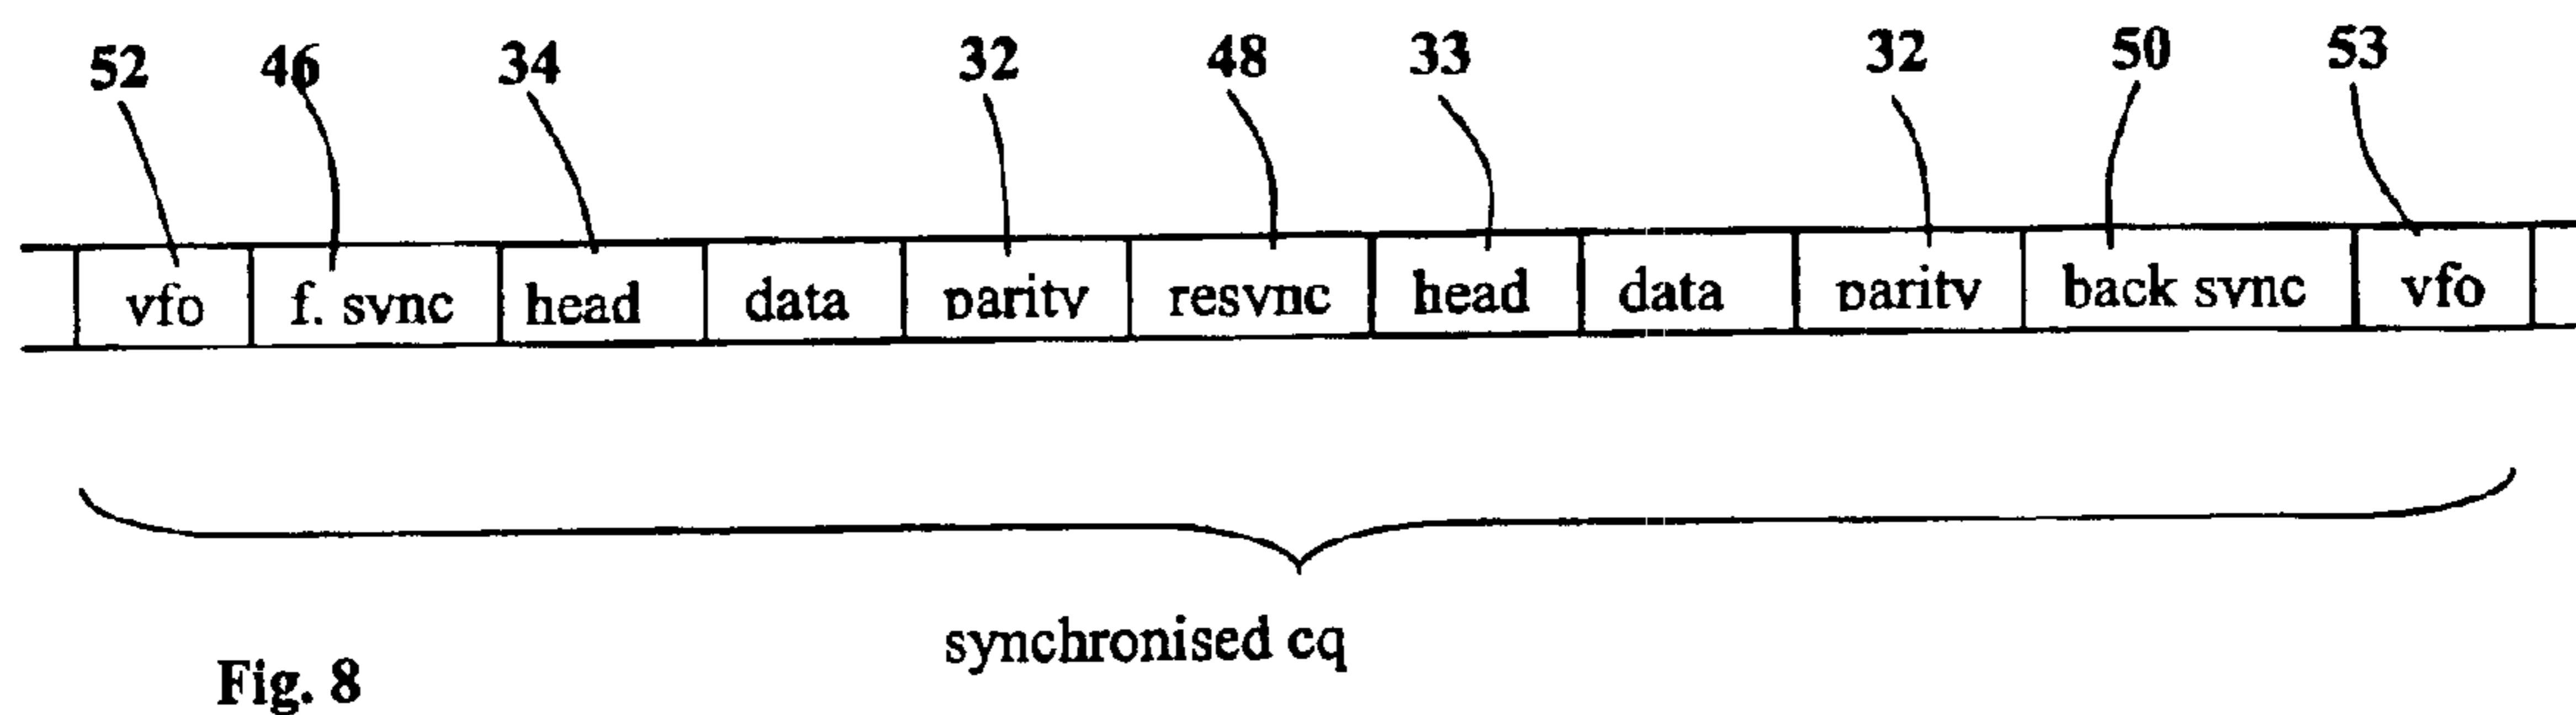 52 46 34 32 48 33 32 50 53
vfo f. sync head data parity resync head data parity back sync vfo
synchronised cq
Fig. 8